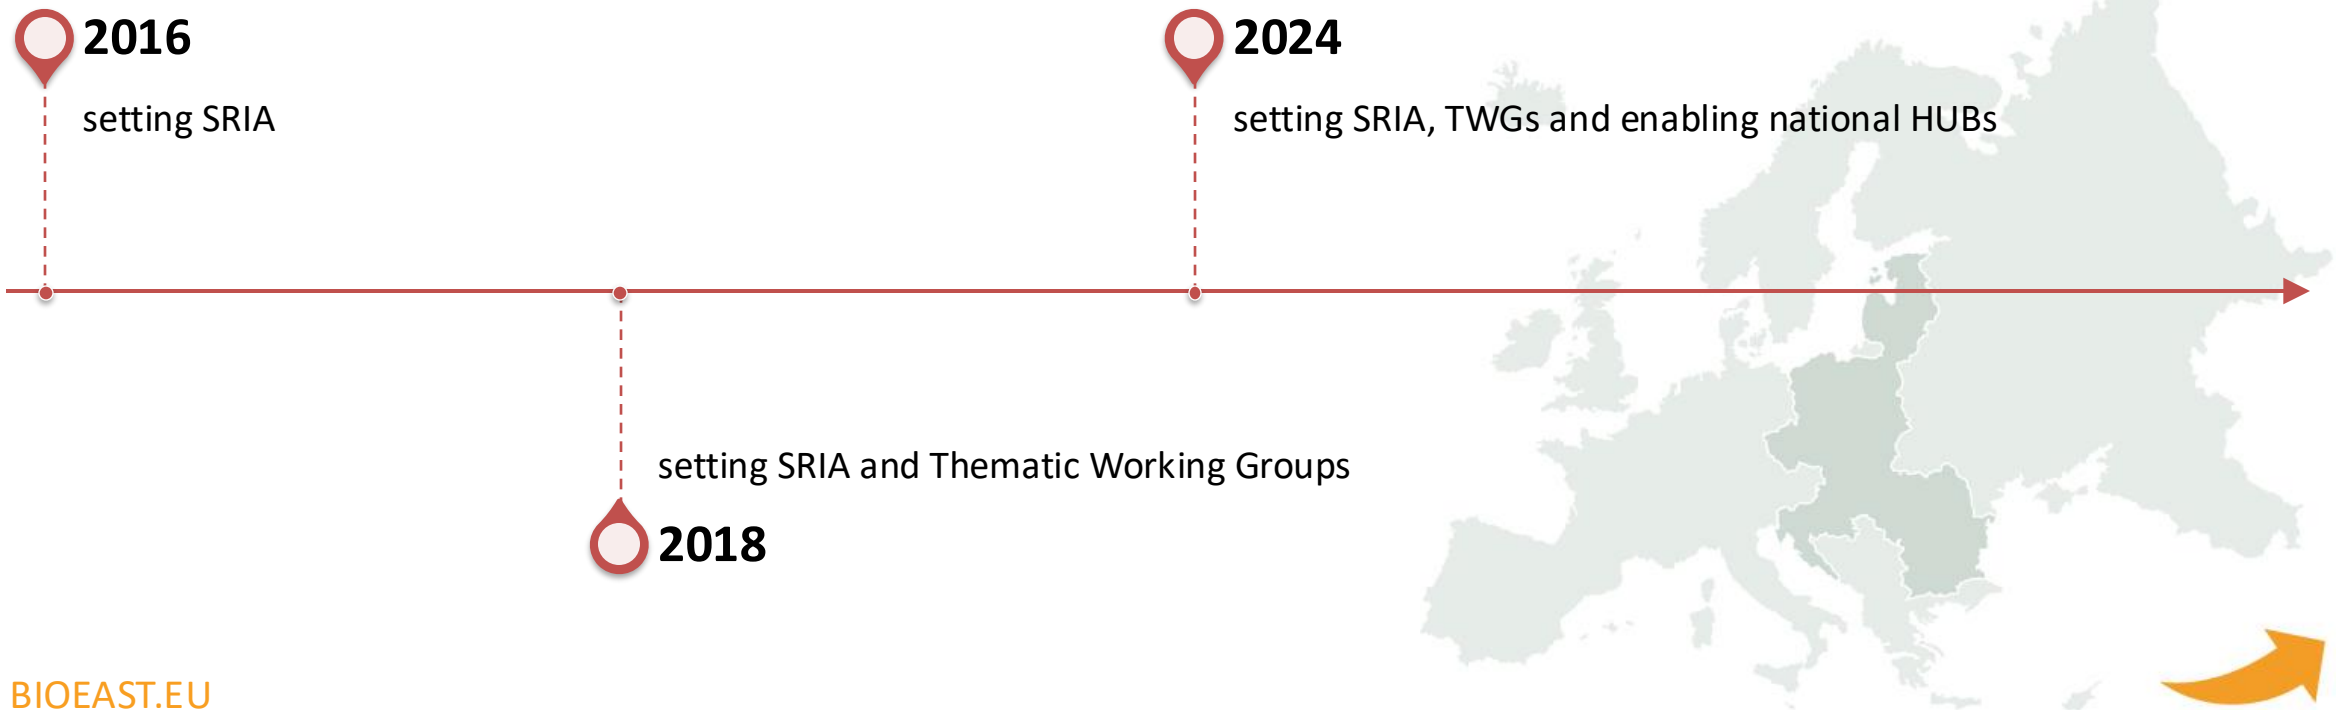 2016
setting SRIA
2024
setting SRIA, TWGs and enabling national HUBs
setting SRIA and Thematic Working Groups
2018
BIOEAST.EU